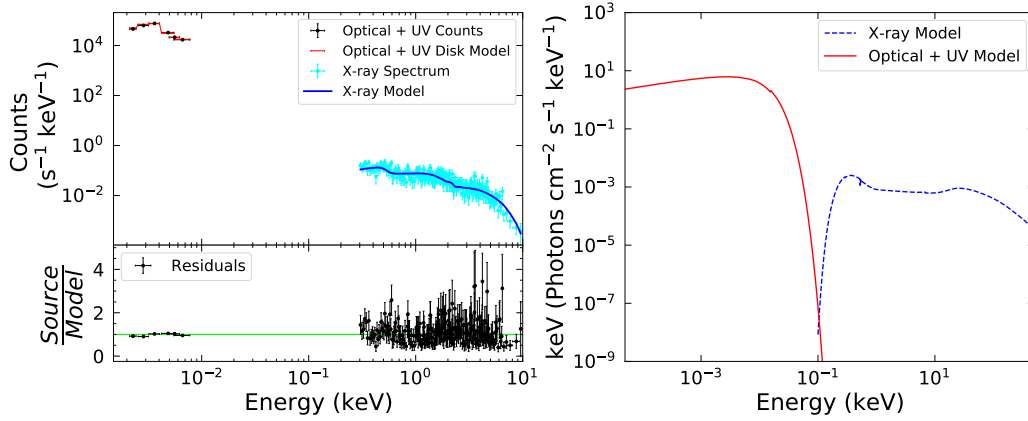 Counts
(s⁻¹ keV⁻¹)
10⁴
10²
10⁰
10⁻²
Optical + UV Counts
Optical + UV Disk Model
X-ray Spectrum
X-ray Model
Source
Model
4
2
0
Residuals
10⁻²
10⁻¹
10⁰
10¹
Energy (keV)
keV (Photons cm⁻² s⁻¹ keV⁻¹)
10³
10¹
10⁻¹
10⁻³
10⁻⁵
10⁻⁷
10⁻⁹
X-ray Model
Optical + UV Model
10⁻³
10⁻¹
10¹
Energy (keV)